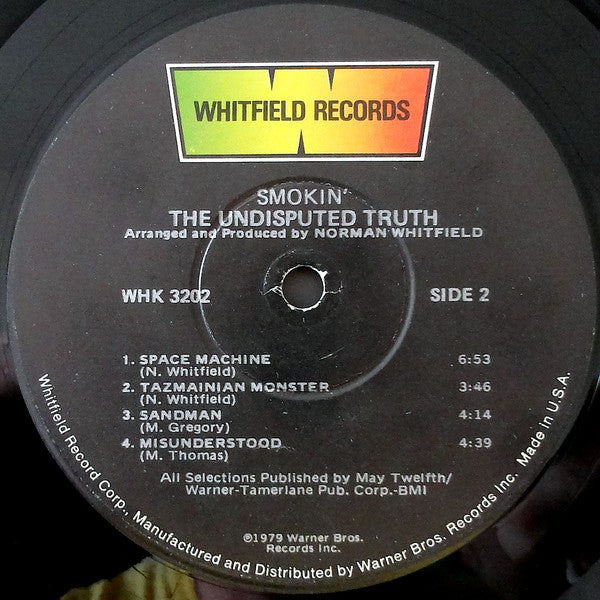 WHITFIELD RECORDS
SMOKIN'
THE UNDISPUTED TRUTH
Arranged and Produced by NORMAN WHITFIELD
WHK 3202 SIDE 2
1. SPACE MACHINE 6:53
(N. Whitfield)
2. TAZMAINIAN MONSTER 3:46
(N. Whitfield)
3. SANDMAN 4:14
(M. Gregory)
4. MISUNDERSTOOD 4:39
(M. Thomas)
All Selections Published by May Twelfth/
Warner-Tamerlane Pub. Corp.-BMI
℗1979 Warner Bros.
Records Inc.
Whitfield Record Corp., Manufactured and Distributed by Warner Bros. Records Inc. Made in U.S.A.